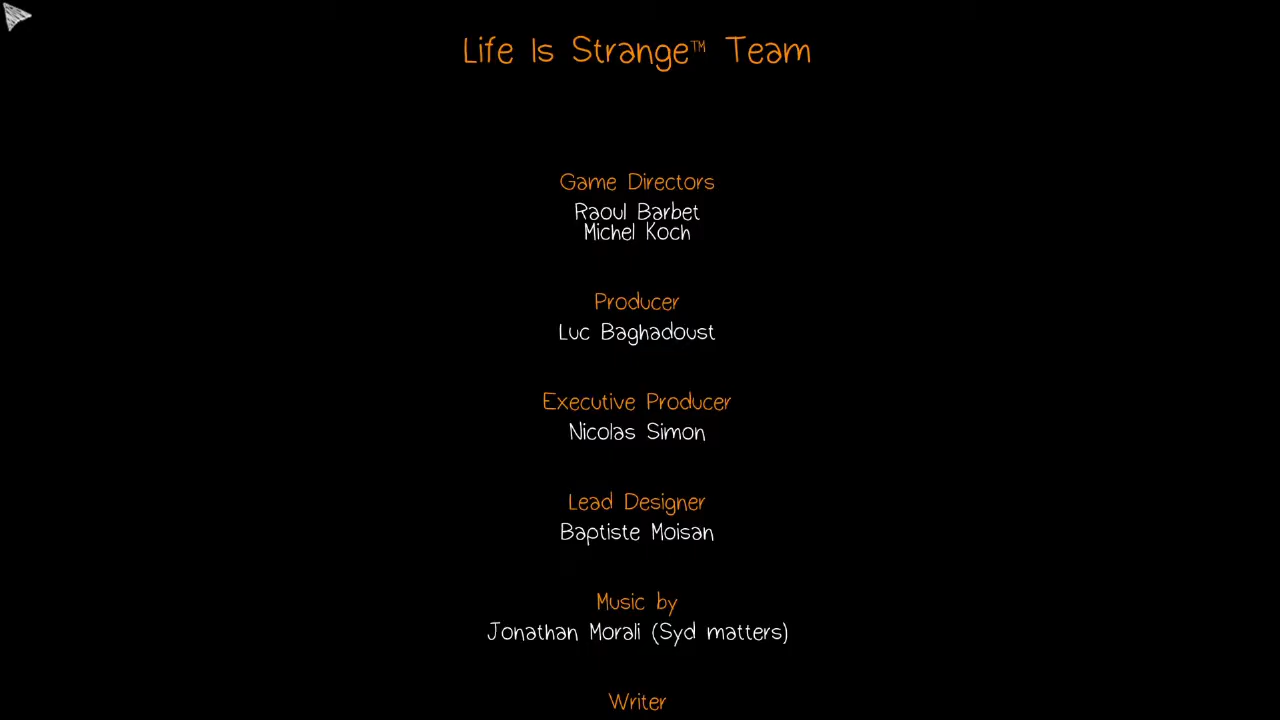 Life Is Strange™ Team
Game Directors
Raoul Barbet
Michel Koch
Producer
Luc Baghadoust
Executive Producer
Nicolas Simon
Lead Designer
Baptiste Moisan
Music by
Jonathan Morali (Syd matters)
Writer